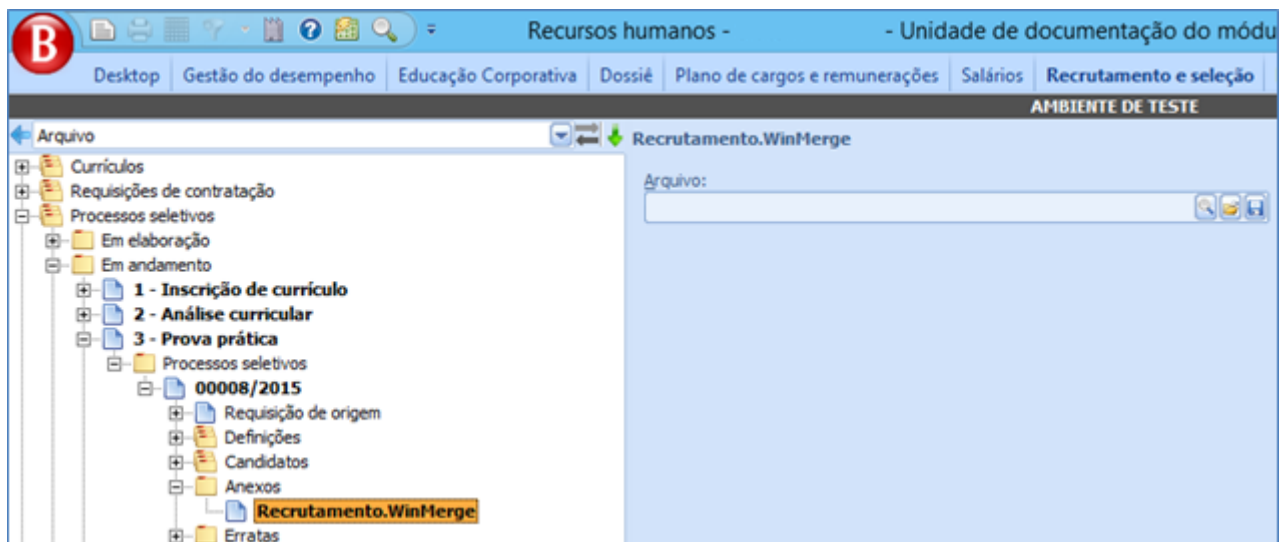 B
Recursos humanos - - Unidade de documentação do módu
Desktop Gestão do desempenho Educação Corporativa Dossiê Plano de cargos e remunerações Salários Recrutamento e seleção
AMBIENTE DE TESTE
Arquivo
Recrutamento.WinMerge
Currículos
Arquivo:
Requisições de contratação
Processos seletivos
Em elaboração
Em andamento
1 - Inscrição de currículo
2 - Análise curricular
3 - Prova prática
Processos seletivos
00008/2015
Requisição de origem
Definições
Candidatos
Anexos
Recrutamento.WinMerge
Erratas